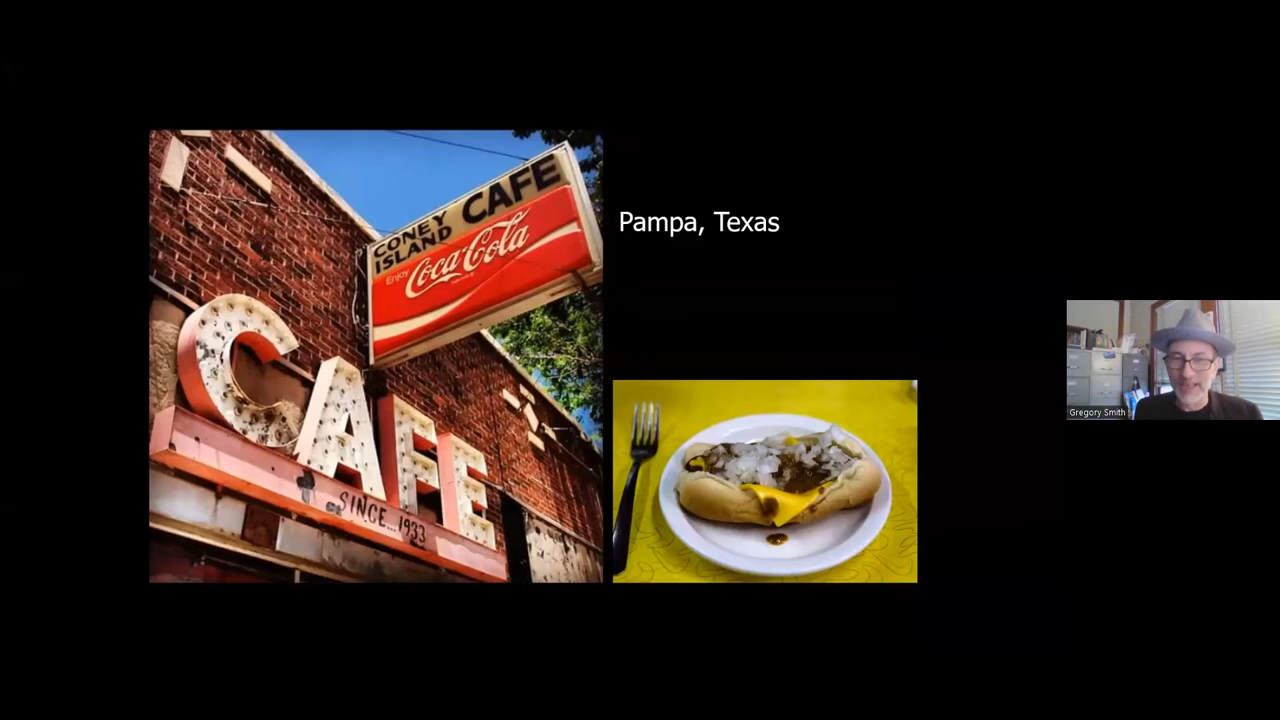 CONEY CAFE
ISLAND
Enjoy
Coca-Cola
CAFE
SINCE 1933
Pampa, Texas
Gregory Smith